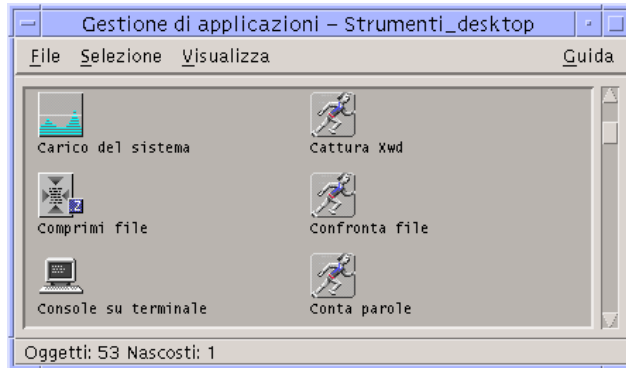 Gestione di applicazioni – Strumenti_desktop
File Selezione Visualizza Guida
Carico del sistema Cattura Xwd
.Z
Comprimi file Confronta file
Console su terminale Conta parole
Oggetti: 53 Nascosti: 1